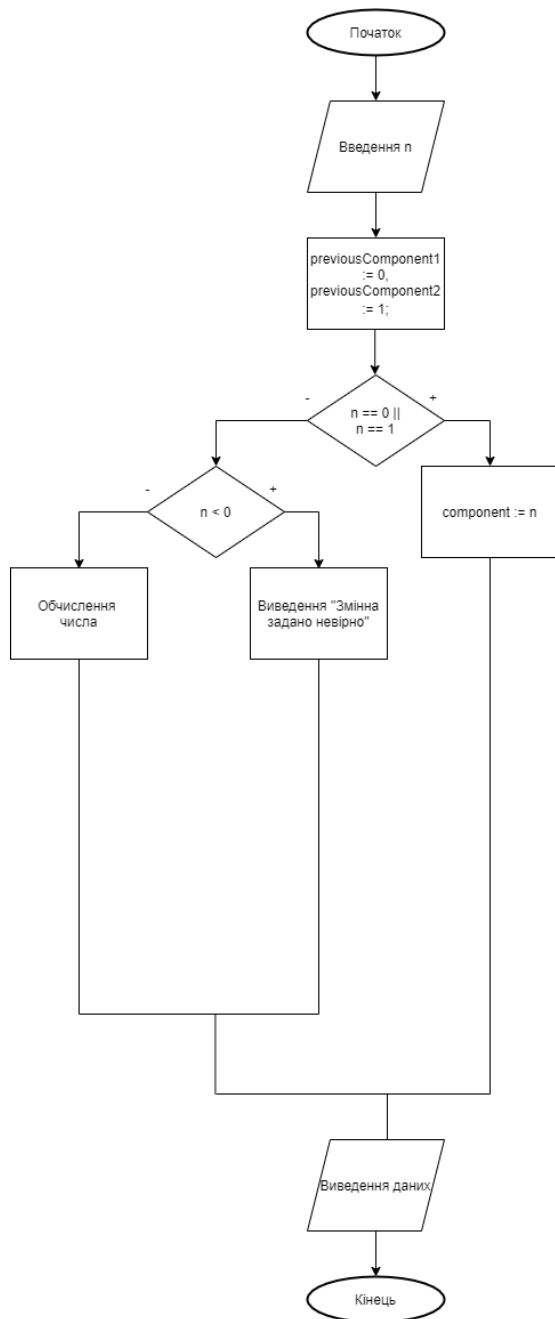 Початок
Введення n
previousComponent1
:= 0,
previousComponent2
:= 1;
-
+
n == 0 ||
n == 1
-
+
n < 0
component := n
Обчислення
числа
Виведення "Змінна
задано невірно"
Виведення даних
Кінець